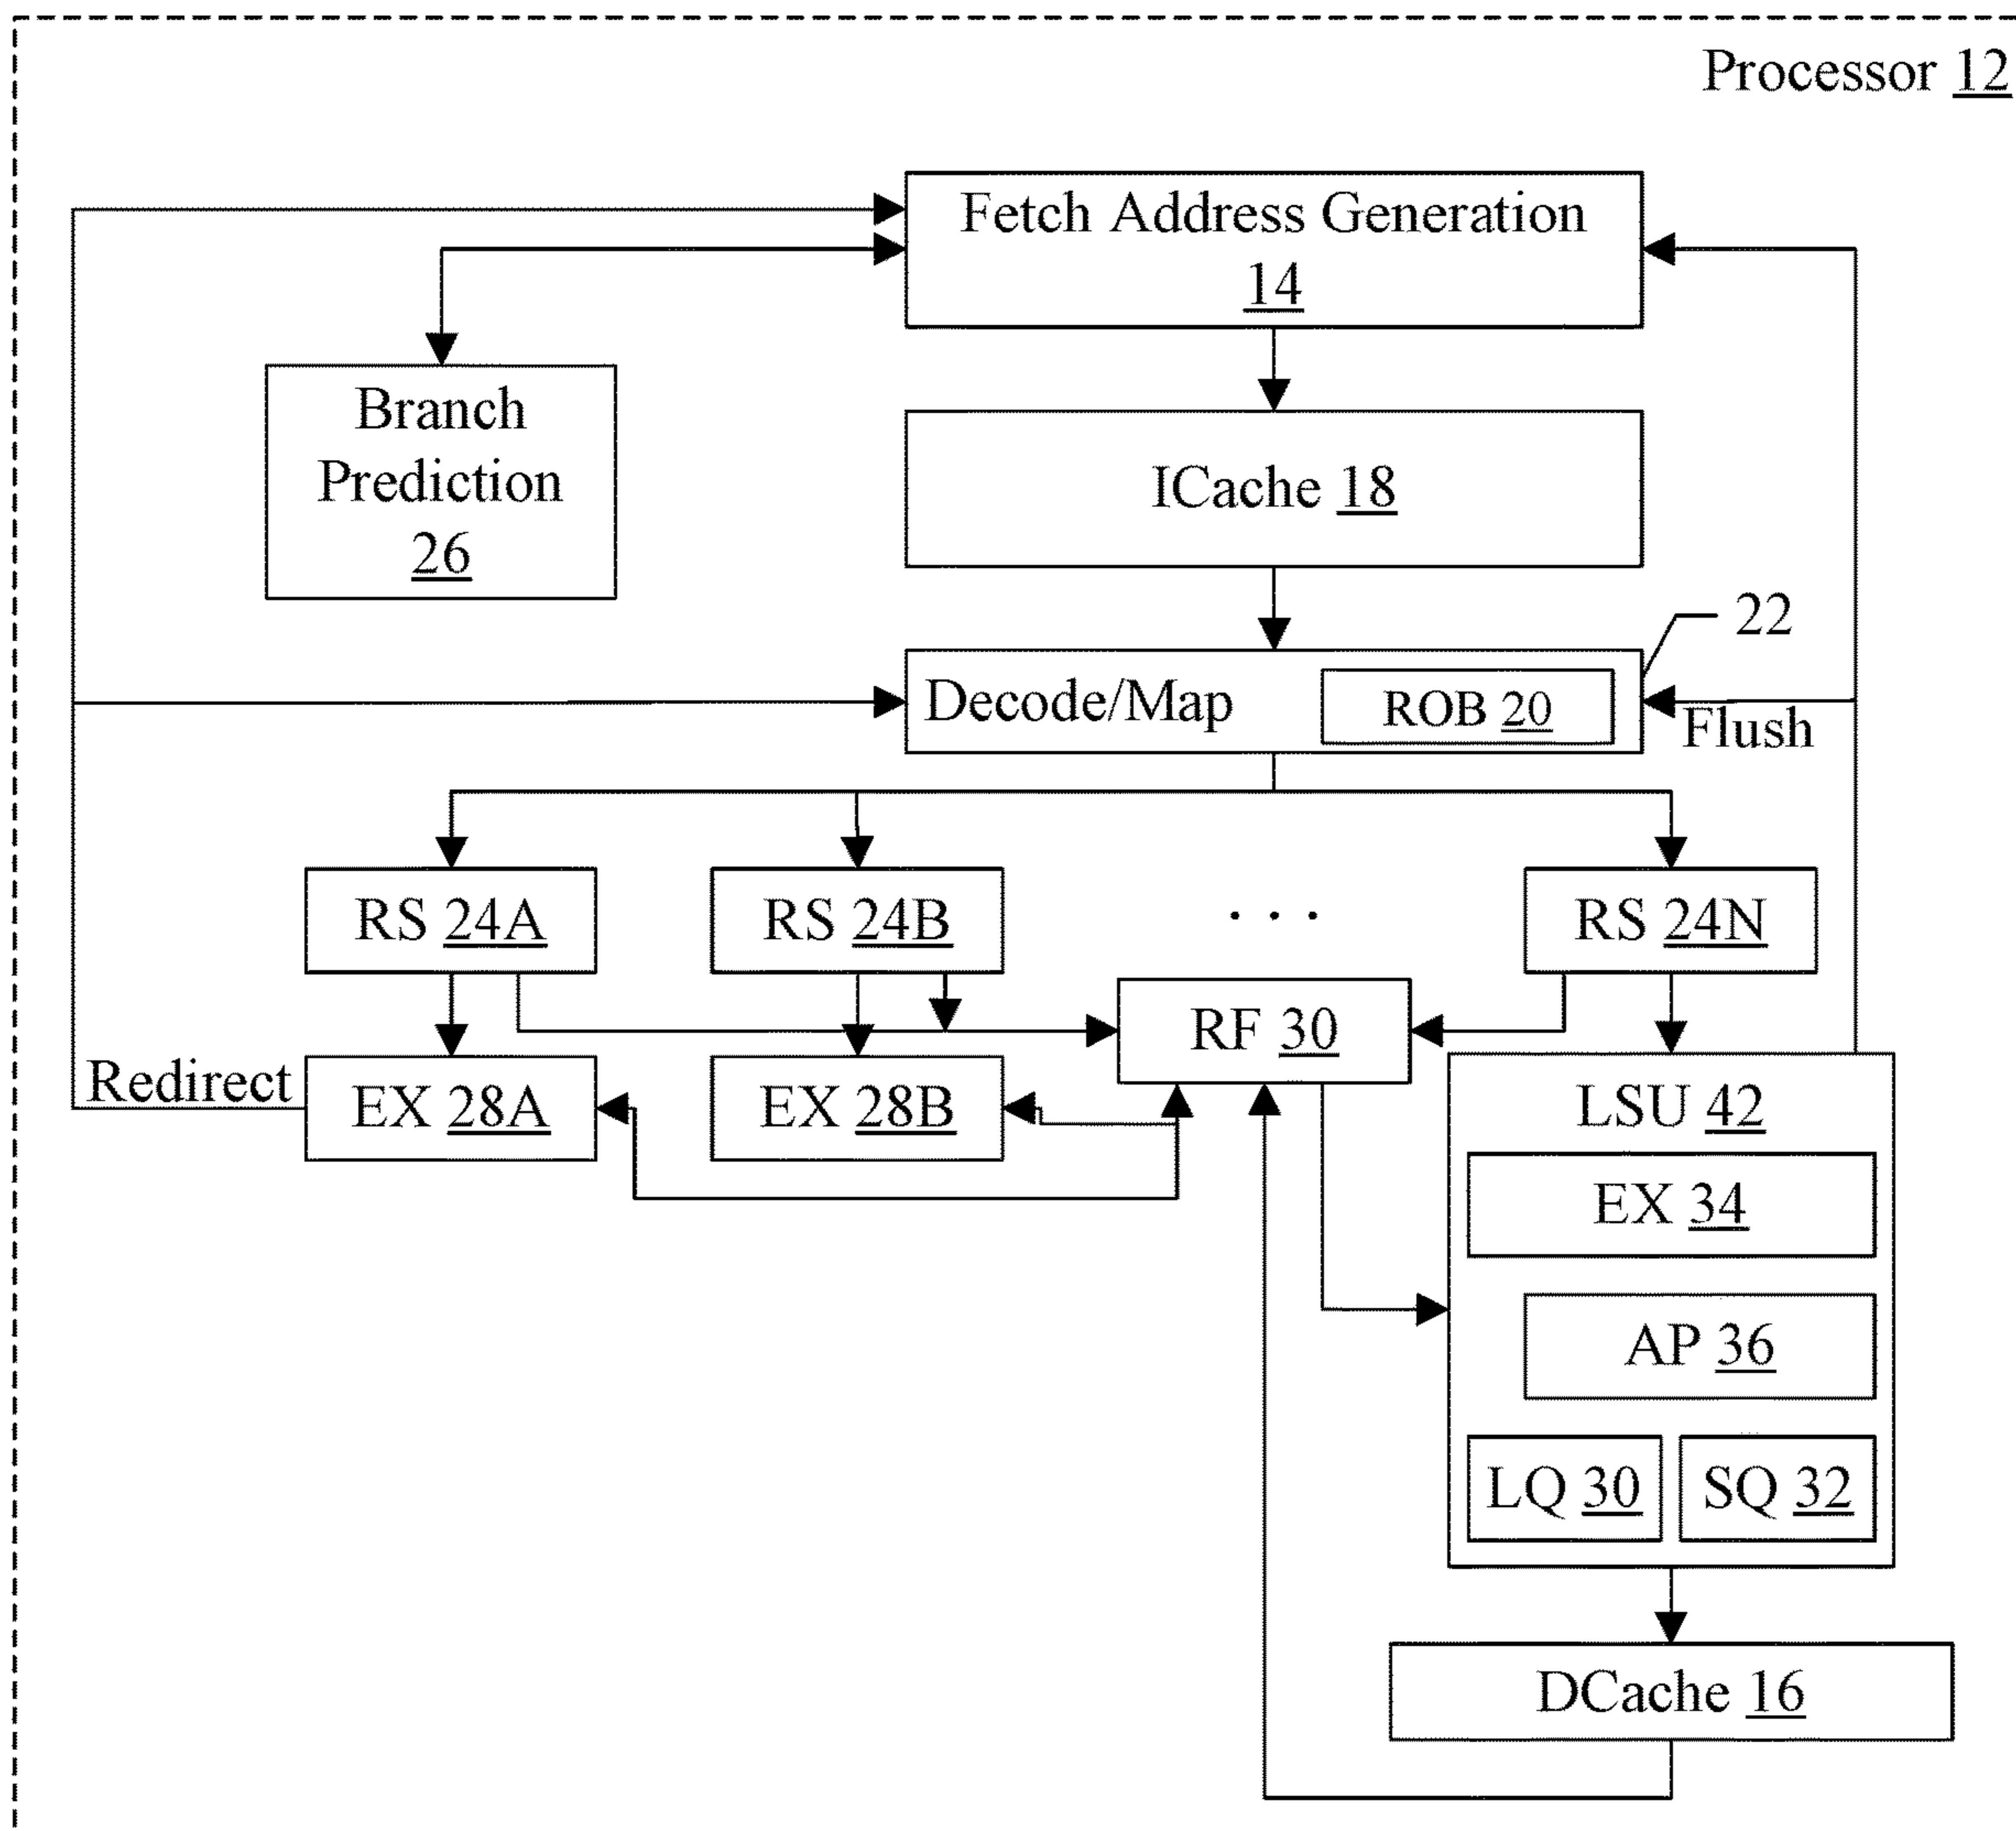 Processor 12
Fetch Address Generation
14
Branch
Prediction
26
ICache 18
22
Decode/Map
ROB 20
Flush
RS 24A
RS 24B
. . .
RS 24N
RF 30
Redirect
EX 28A
EX 28B
LSU 42
EX 34
AP 36
LQ 30
SQ 32
DCache 16